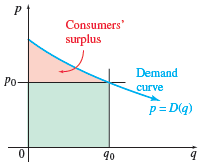 p
Consumers'
surplus
p0
Demand
curve
p = D(q)
0
q0
q